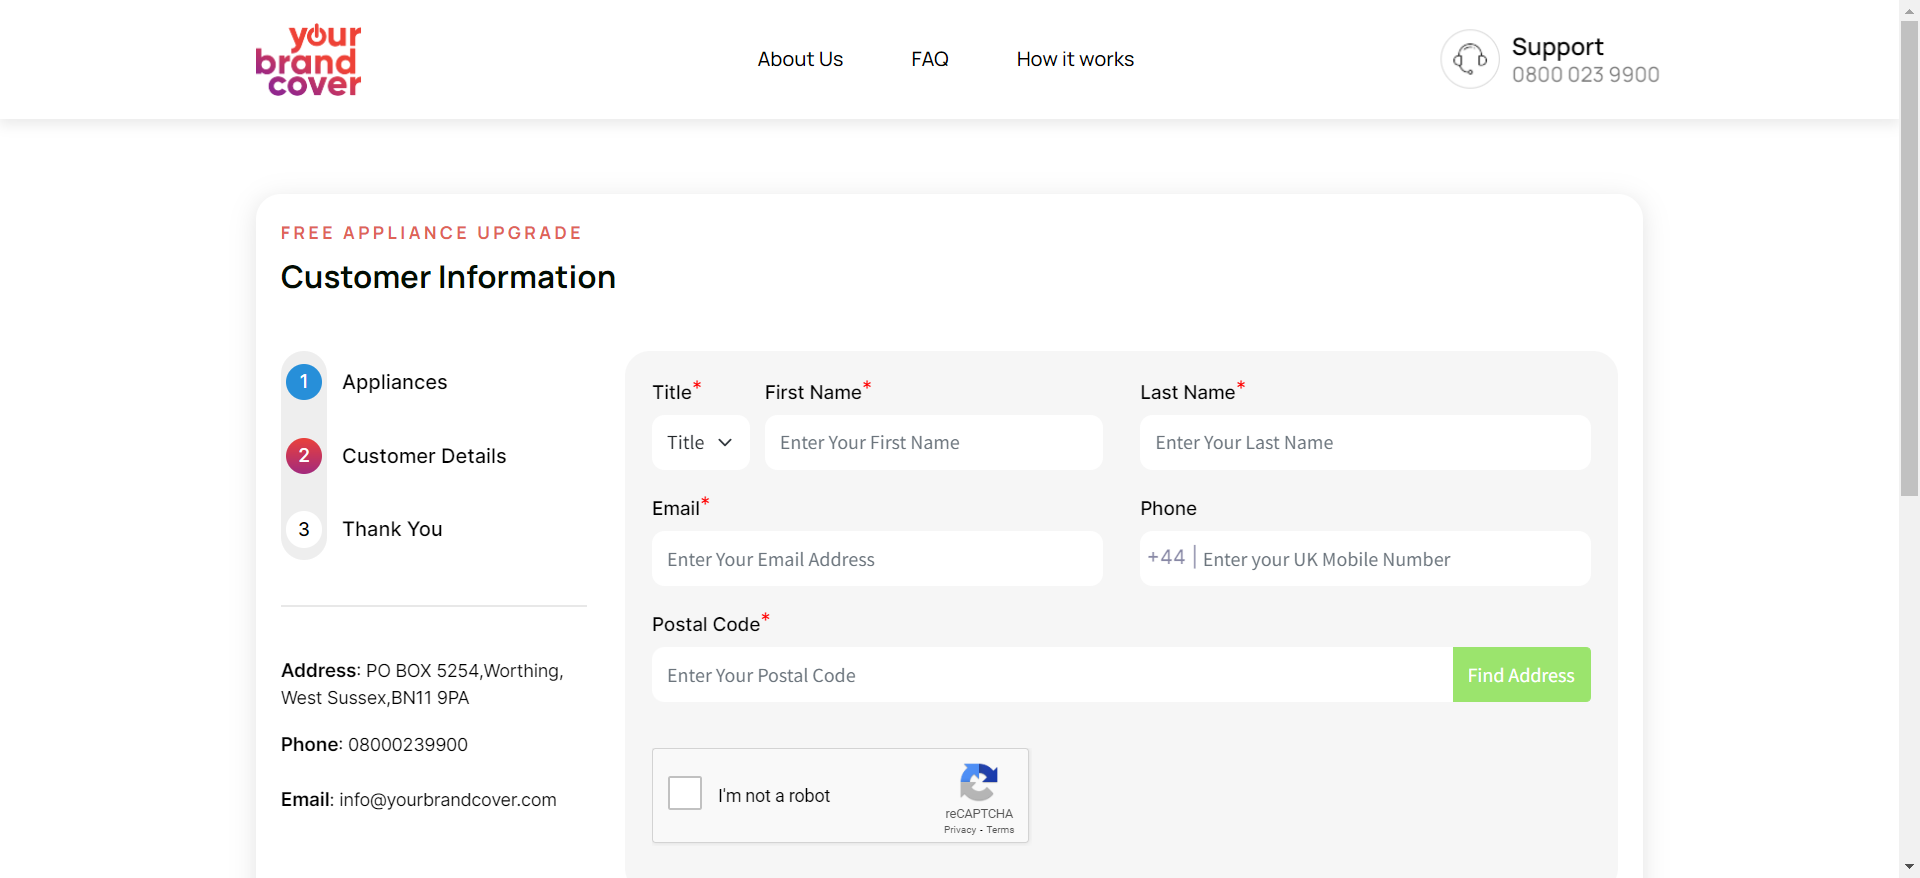 your
brand
cover
About Us
FAQ
How it works
Support
0800 023 9900
FREE APPLIANCE UPGRADE
Customer Information
1
Appliances
2
Customer Details
3
Thank You
Address: PO BOX 5254,Worthing,
West Sussex,BN11 9PA
Phone: 08000239900
Email: info@yourbrandcover.com
Title*
First Name*
Last Name*
Title
Enter Your First Name
Enter Your Last Name
Email*
Phone
Enter Your Email Address
+44 | Enter your UK Mobile Number
Postal Code*
Enter Your Postal Code
Find Address
I'm not a robot
reCAPTCHA
Privacy - Terms